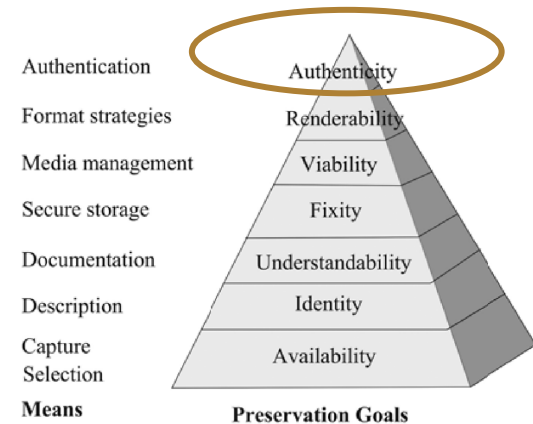 Authentication
Authenticity
Format strategies
Renderability
Media management
Viability
Secure storage
Fixity
Documentation
Understandability
Description
Identity
Capture
Selection
Availability
Means
Preservation Goals